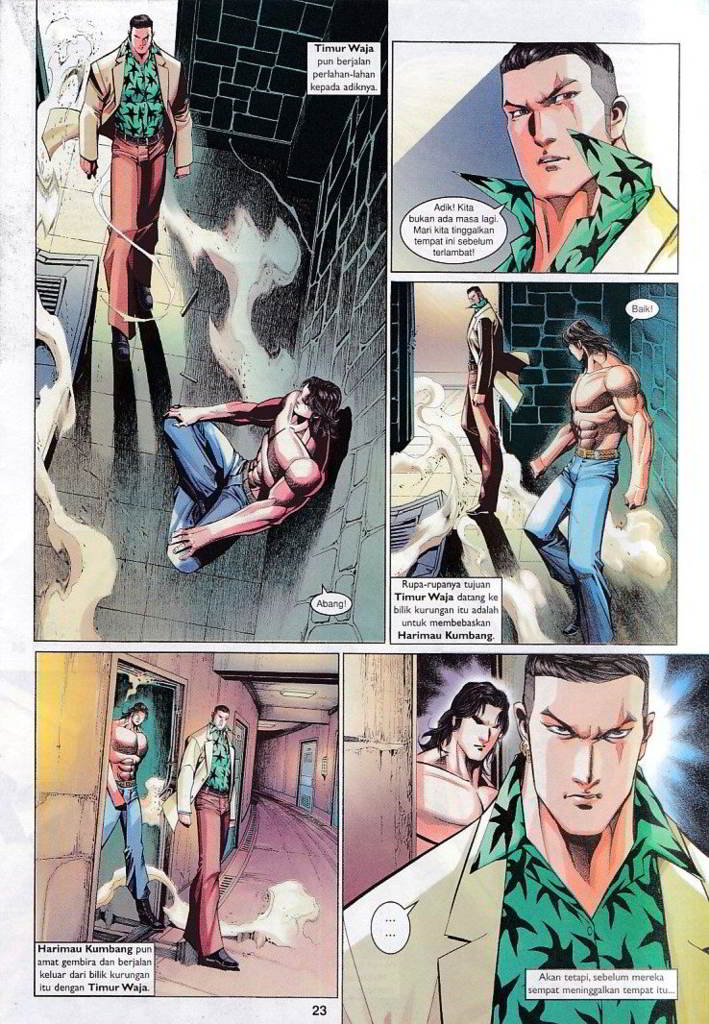 Timur Waja
pun berjalan
perlahan-lahan
kepada adiknya.
Abang!
Adik! Kita
bukan ada masa lagi.
Mari kita tinggalkan
tempat ini sebelum
terlambat!
Baik!
Rupa-rupanya tujuan
Timur Waja datang ke
bilik kurungan itu adalah
untuk membebaskan
Harimau Kumbang.
Harimau Kumbang pun
amat gembira dan berjalan
keluar dari bilik kurungan
itu dengan Timur Waja.
...
...
Akan tetapi, sebelum mereka
sempat meninggalkan tempat itu...
23